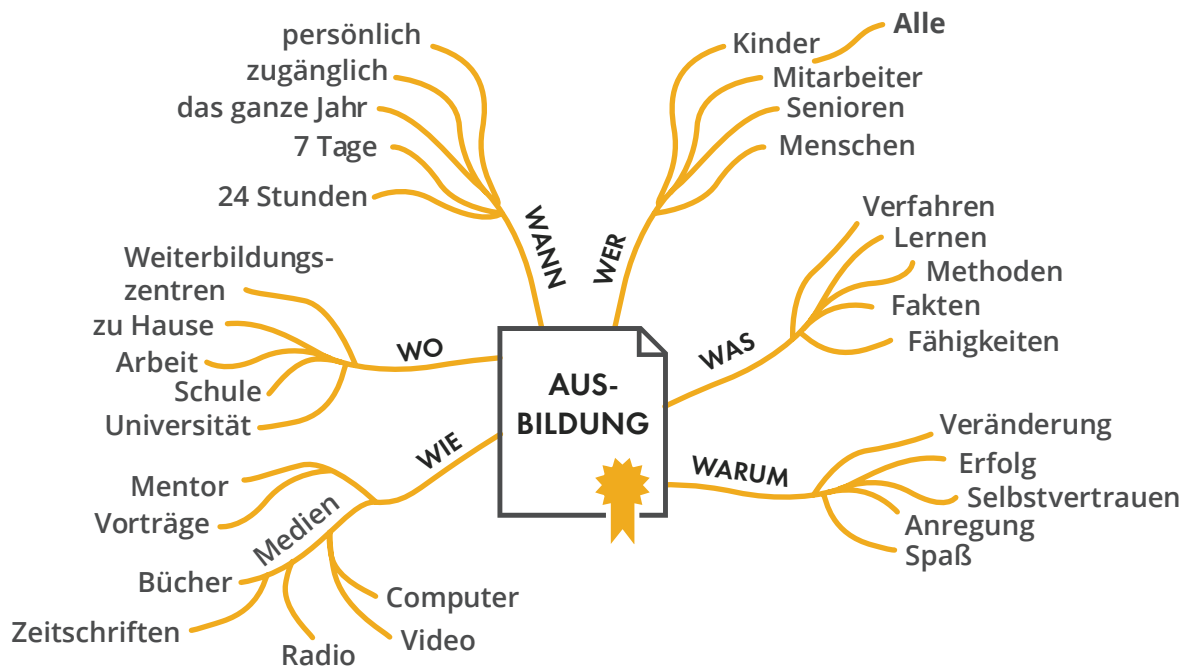 AUS-
BILDUNG
WANN
persönlich
zugänglich
das ganze Jahr
7 Tage
24 Stunden
WER
Kinder
Alle
Mitarbeiter
Senioren
Menschen
WAS
Verfahren
Lernen
Methoden
Fakten
Fähigkeiten
WARUM
Veränderung
Erfolg
Selbstvertrauen
Anregung
Spaß
WO
Weiterbildungs-
zentren
zu Hause
Arbeit
Schule
Universität
WIE
Mentor
Vorträge
Medien
Bücher
Zeitschriften
Radio
Computer
Video